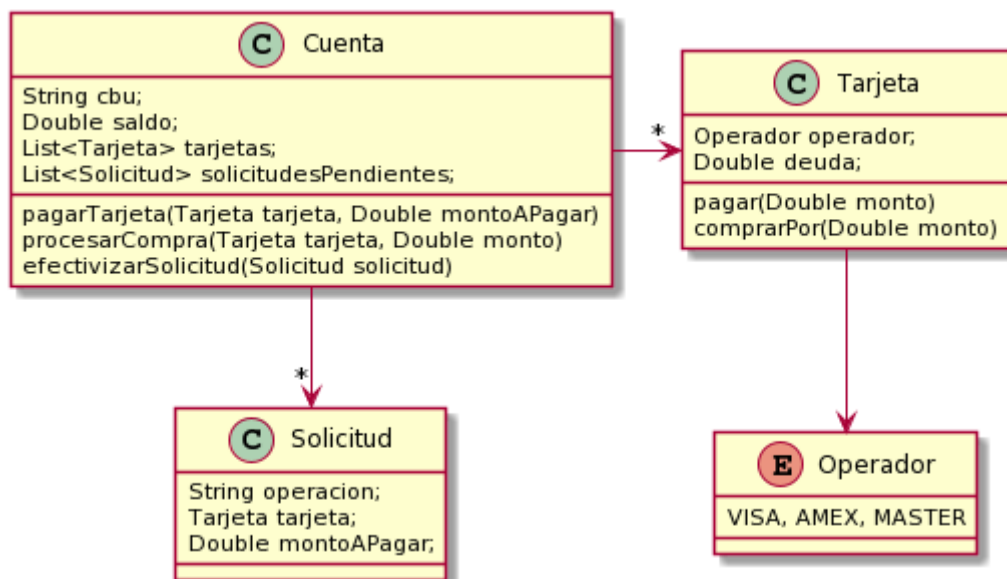 C Cuenta
String cbu;
Double saldo;
List<Tarjeta> tarjetas;
List<Solicitud> solicitudesPendientes;
pagarTarjeta(Tarjeta tarjeta, Double montoAPagar)
procesarCompra(Tarjeta tarjeta, Double monto)
efectivizarSolicitud(Solicitud solicitud)
*
C Tarjeta
Operador operador;
Double deuda;
pagar(Double monto)
comprarPor(Double monto)
*
C Solicitud
String operacion;
Tarjeta tarjeta;
Double montoAPagar;
E Operador
VISA, AMEX, MASTER